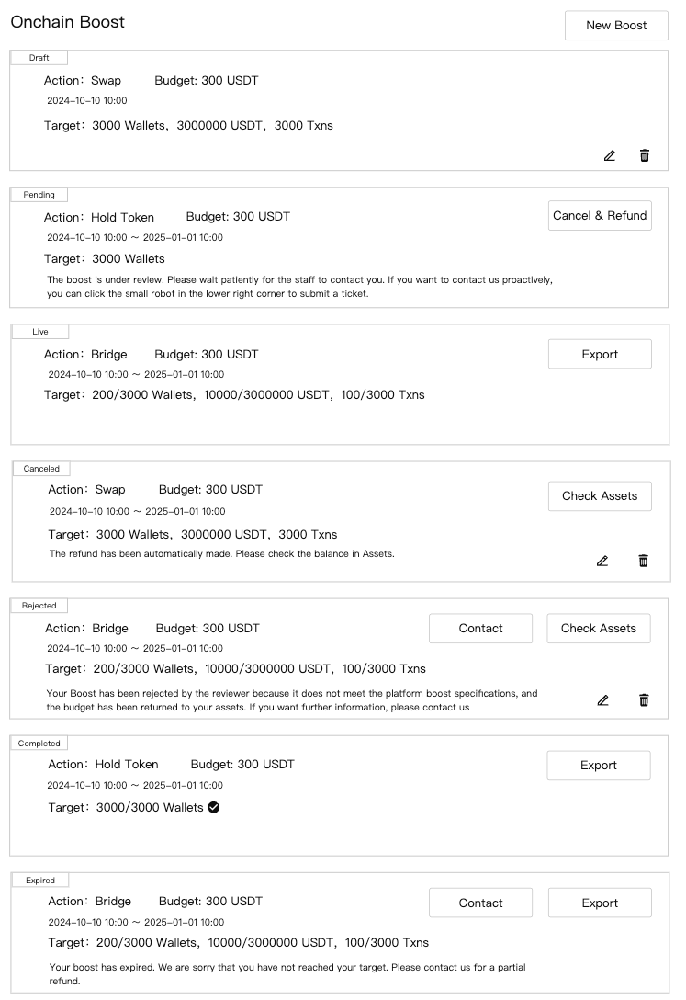 Onchain Boost
New Boost
Draft
Action： Swap Budget: 300 USDT
2024-10-10 10:00
Target：3000 Wallets，3000000 USDT，3000 Txns
Pending
Action：Hold Token Budget: 300 USDT
Cancel & Refund
2024-10-10 10:00 ～ 2025-01-01 10:00
Target：3000 Wallets
The boost is under review. Please wait patiently for the staff to contact you. If you want to contact us proactively,
you can click the small robot in the lower right corner to submit a ticket.
Live
Action：Bridge Budget: 300 USDT
Export
2024-10-10 10:00 ～ 2025-01-01 10:00
Target：200/3000 Wallets，10000/3000000 USDT，100/3000 Txns
Canceled
Action：Swap Budget: 300 USDT
Check Assets
2024-10-10 10:00 ～ 2025-01-01 10:00
Target：3000 Wallets，3000000 USDT，3000 Txns
The refund has been automatically made. Please check the balance in Assets.
Rejected
Action：Bridge Budget: 300 USDT
Contact
Check Assets
2024-10-10 10:00 ～ 2025-01-01 10:00
Target：200/3000 Wallets，10000/3000000 USDT，100/3000 Txns
Your Boost has been rejected by the reviewer because it does not meet the platform boost specifications, and
the budget has been returned to your assets. If you want further information, please contact us
Completed
Action：Hold Token Budget: 300 USDT
Export
2024-10-10 10:00 ～ 2025-01-01 10:00
Target：3000/3000 Wallets
Expired
Action：Bridge Budget: 300 USDT
Contact
Export
2024-10-10 10:00 ～ 2025-01-01 10:00
Target：200/3000 Wallets，10000/3000000 USDT，100/3000 Txns
Your boost has expired. We are sorry that you have not reached your target. Please contact us for a partial
refund.